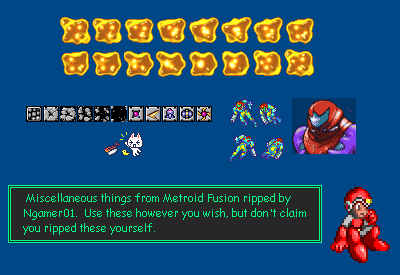 Miscellaneous things from Metroid Fusion ripped by
Ngamer01. Use these however you wish, but don't claim
you ripped these yourself.